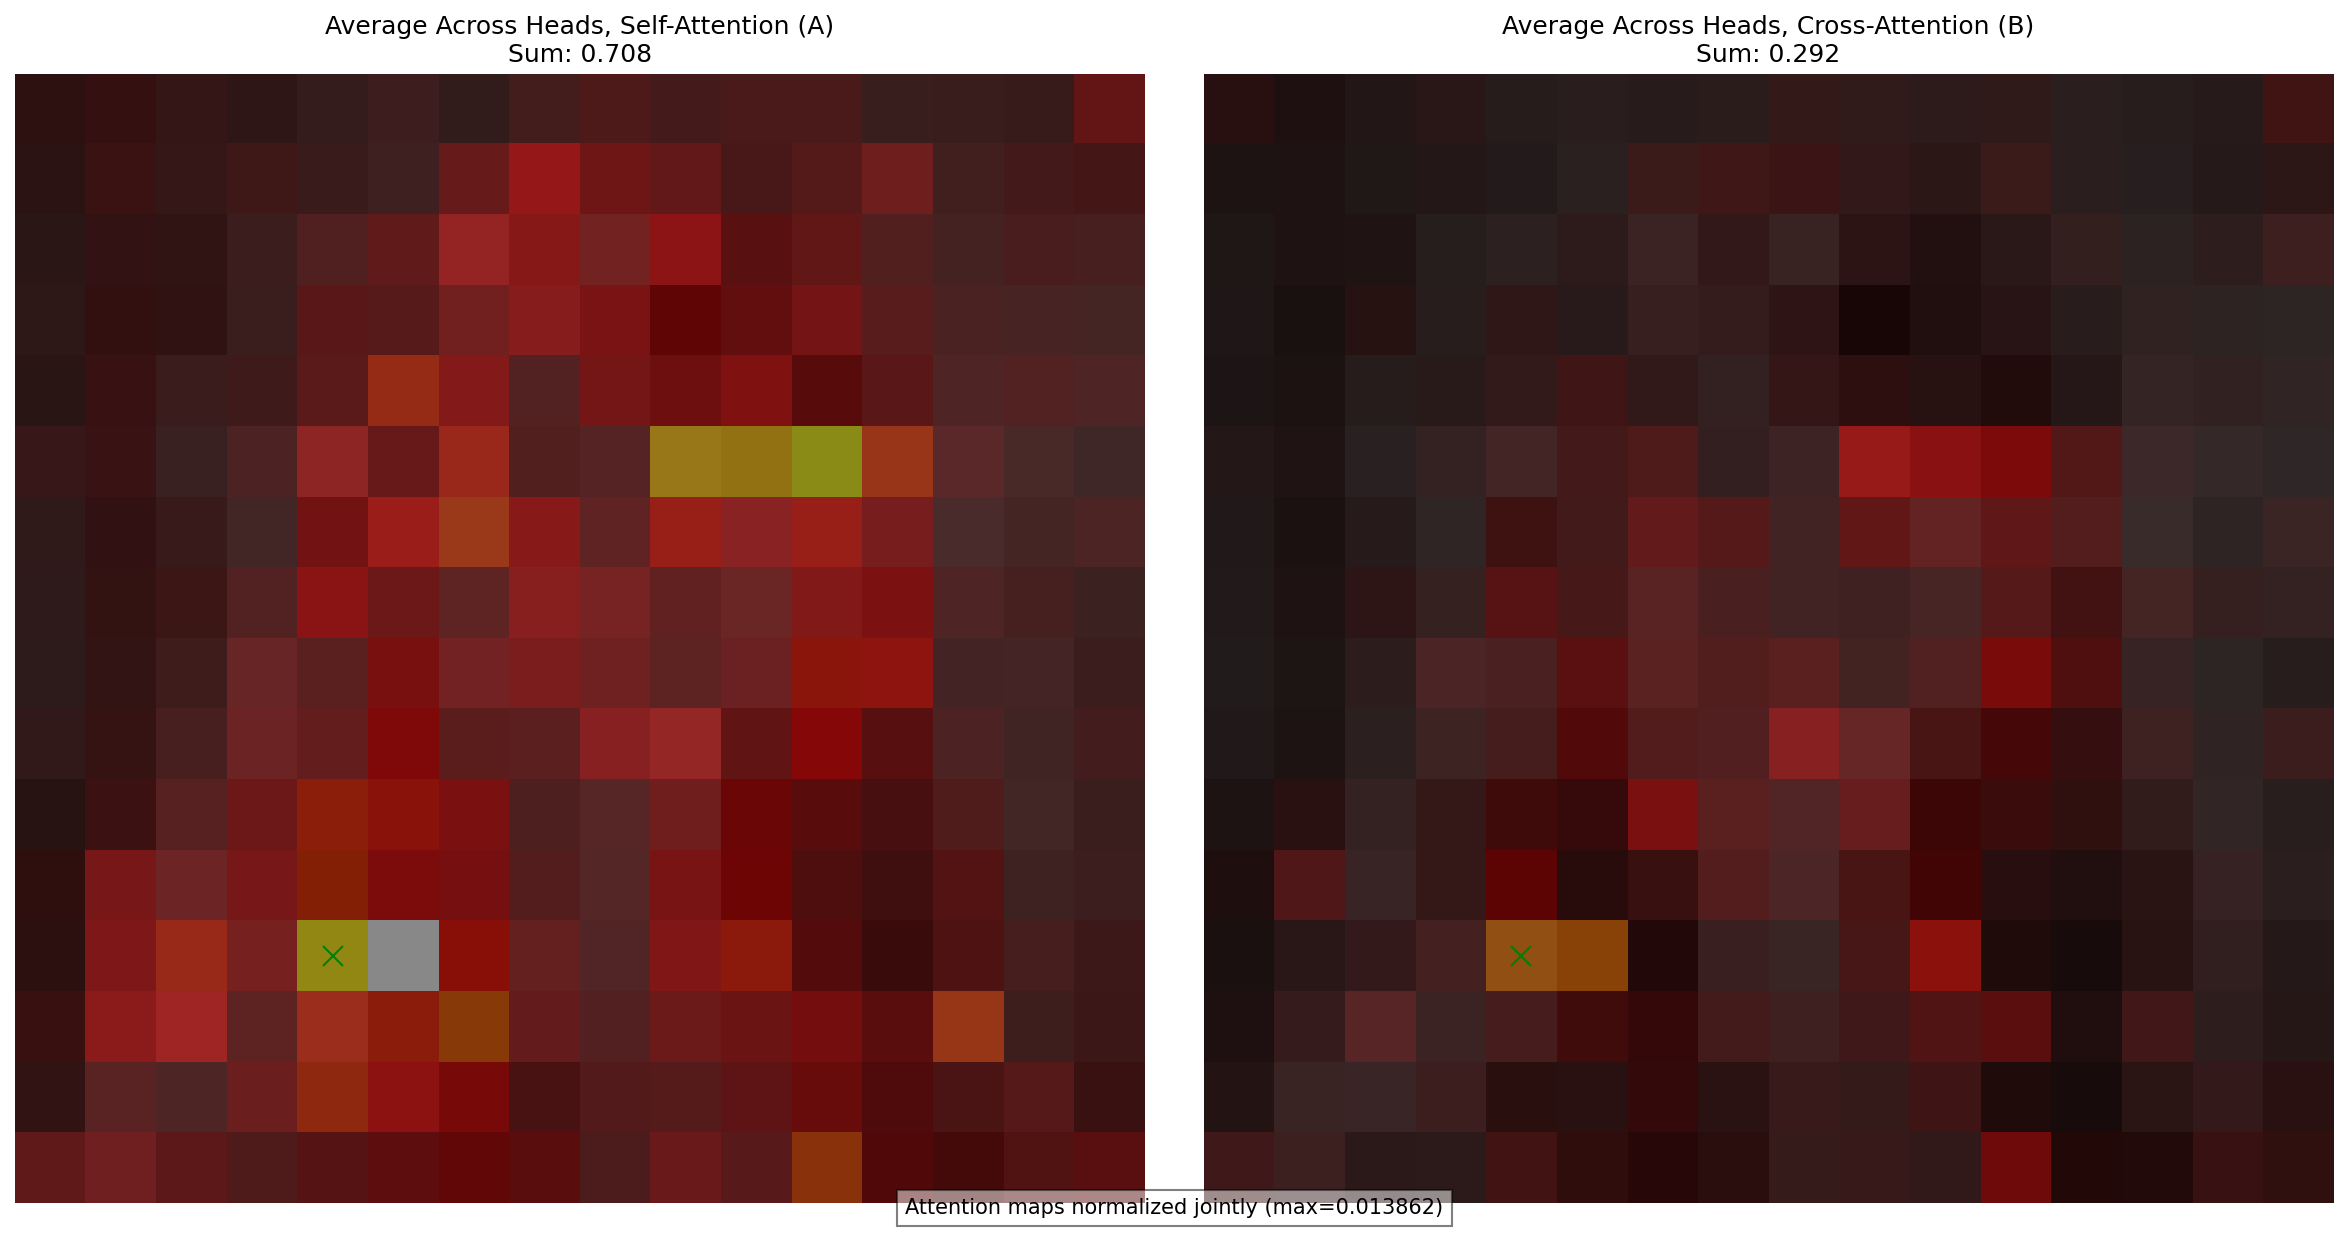 Average Across Heads, Self-Attention (A)
Sum: 0.708
Average Across Heads, Cross-Attention (B)
Sum: 0.292
Attention maps normalized jointly (max=0.013862)